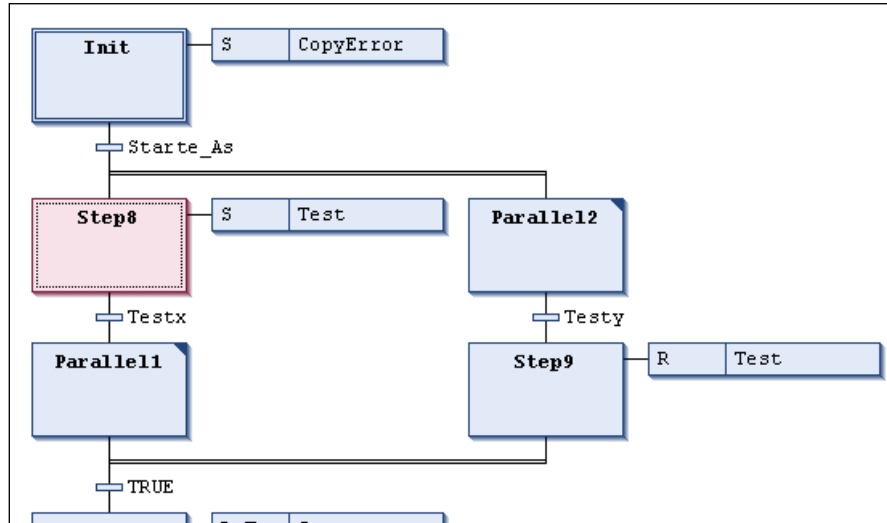 Init S CopyError
Starte_As
Step8 S Test Parallel2
Testx Testy
Parallel1 Step9 R Test
TRUE